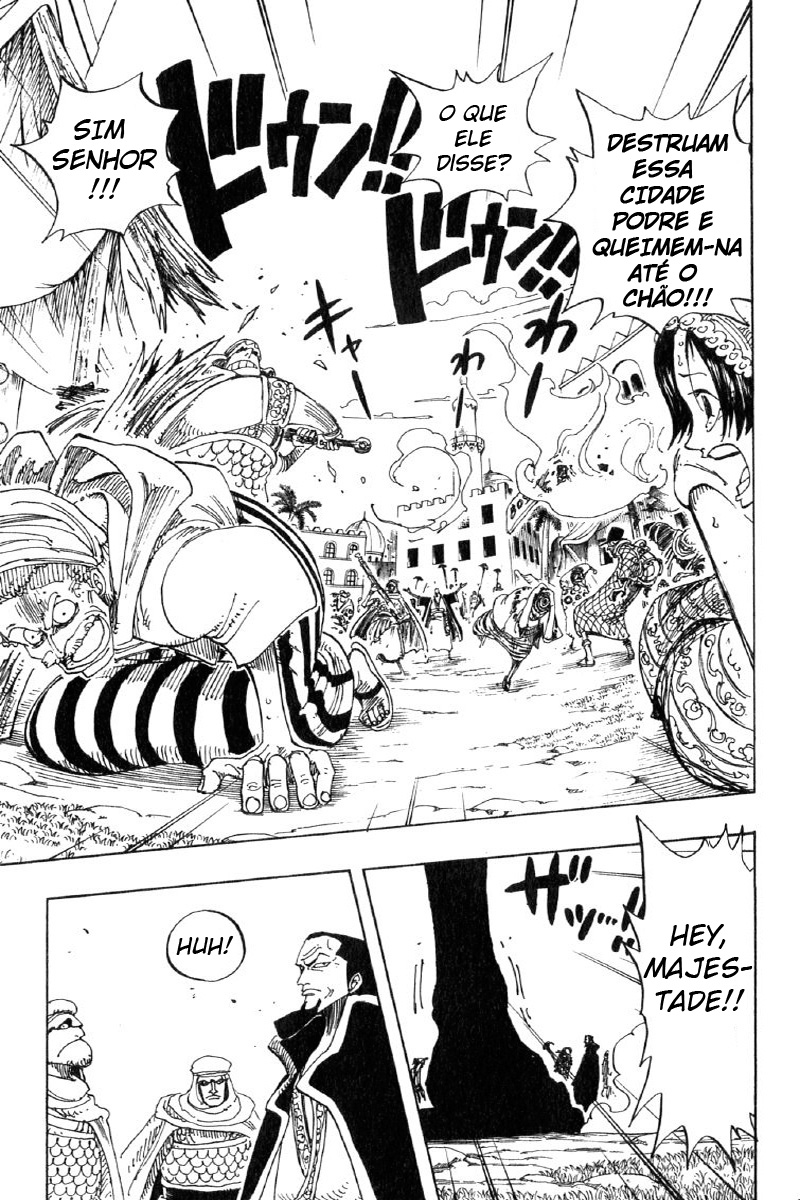 DESTRUAM
ESSA
CIDADE
PODRE E
QUEIMEM-NA
ATÉ O
CHÃO!!!
O QUE
ELE
DISSE?
SIM
SENHOR
!!!
ドウン!!
ドウン!!
キャー
わー
わー
HEY,
MAJES-
TADE!!
ザッ…
HUH!